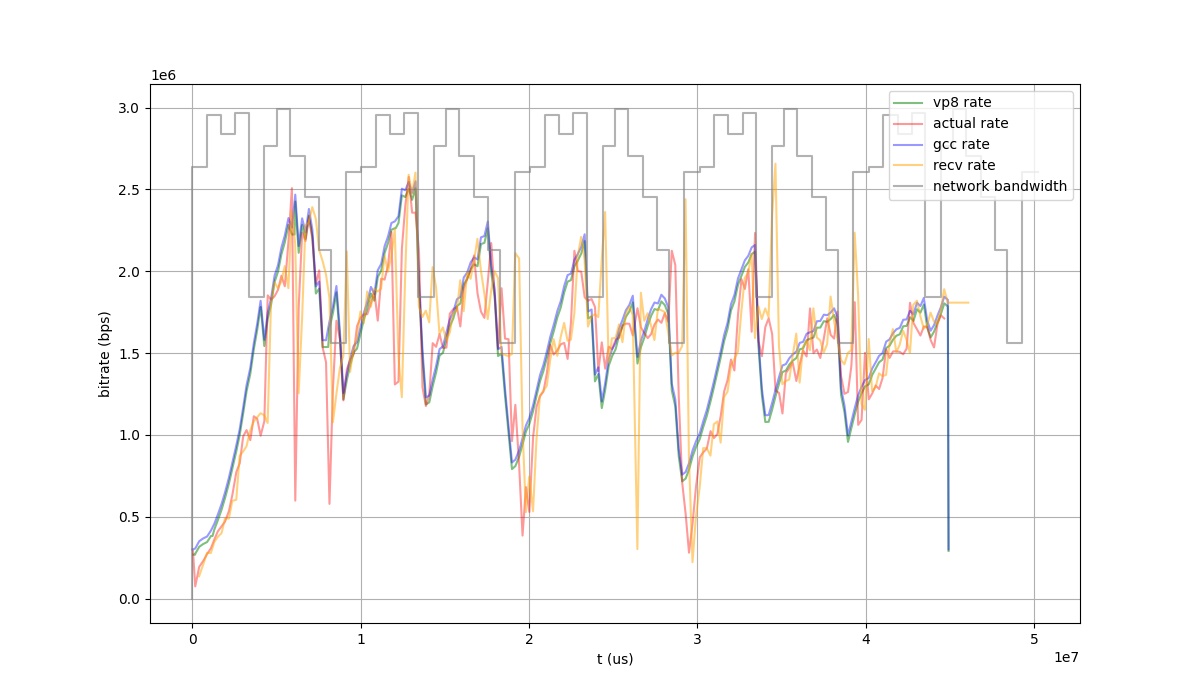 1e6
3.0
2.5
2.0
1.5
1.0
0.5
0.0
bitrate (bps)
vp8 rate
actual rate
gcc rate
recv rate
network bandwidth
0 1 2 3 4 5
t (us)
1e7